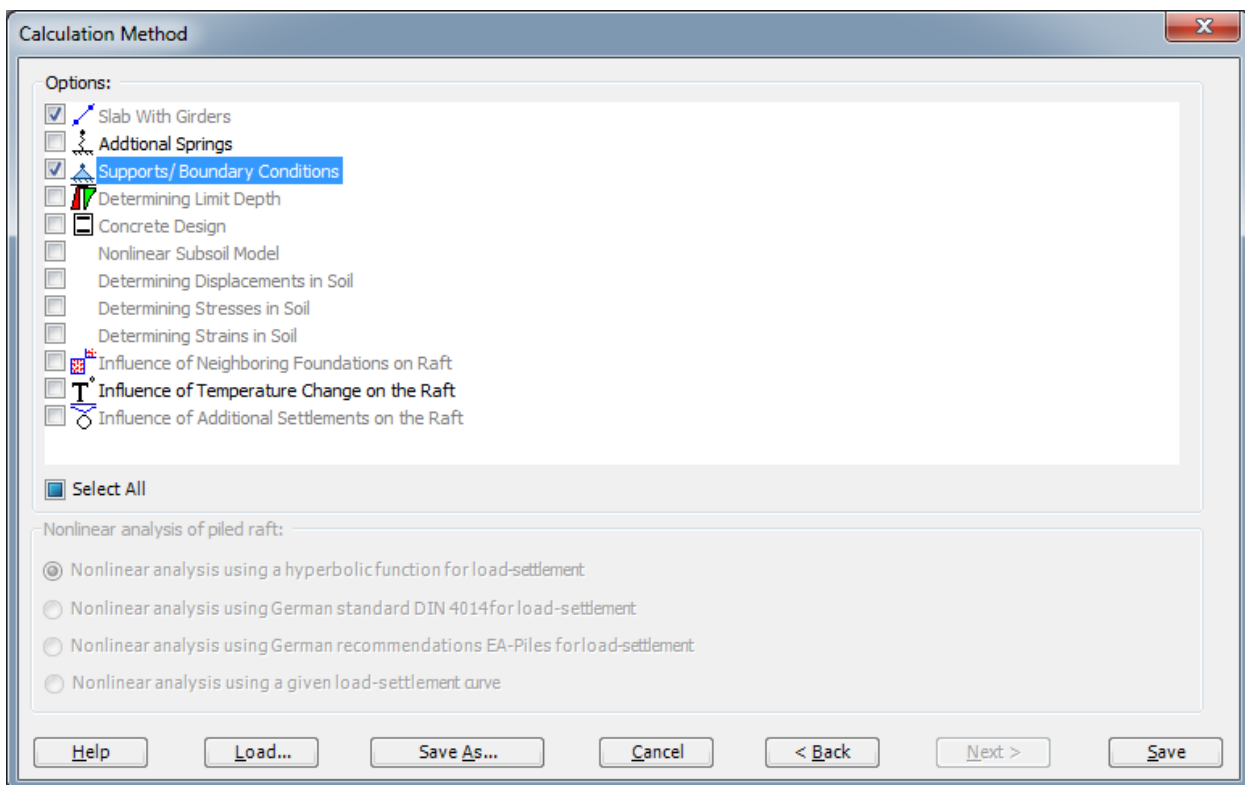 Calculation Method
Options:
Slab With Girders
Addtional Springs
Supports/ Boundary Conditions
Determining Limit Depth
Concrete Design
Nonlinear Subsoil Model
Determining Displacements in Soil
Determining Stresses in Soil
Determining Strains in Soil
Influence of Neighboring Foundations on Raft
T° Influence of Temperature Change on the Raft
Influence of Additional Settlements on the Raft
Select All
Nonlinear analysis of piled raft:
Nonlinear analysis using a hyperbolic function for load-settlement
Nonlinear analysis using German standard DIN 4014 for load-settlement
Nonlinear analysis using German recommendations EA-Piles for load-settlement
Nonlinear analysis using a given load-settlement curve
Help Load... Save As... Cancel < Back Next > Save